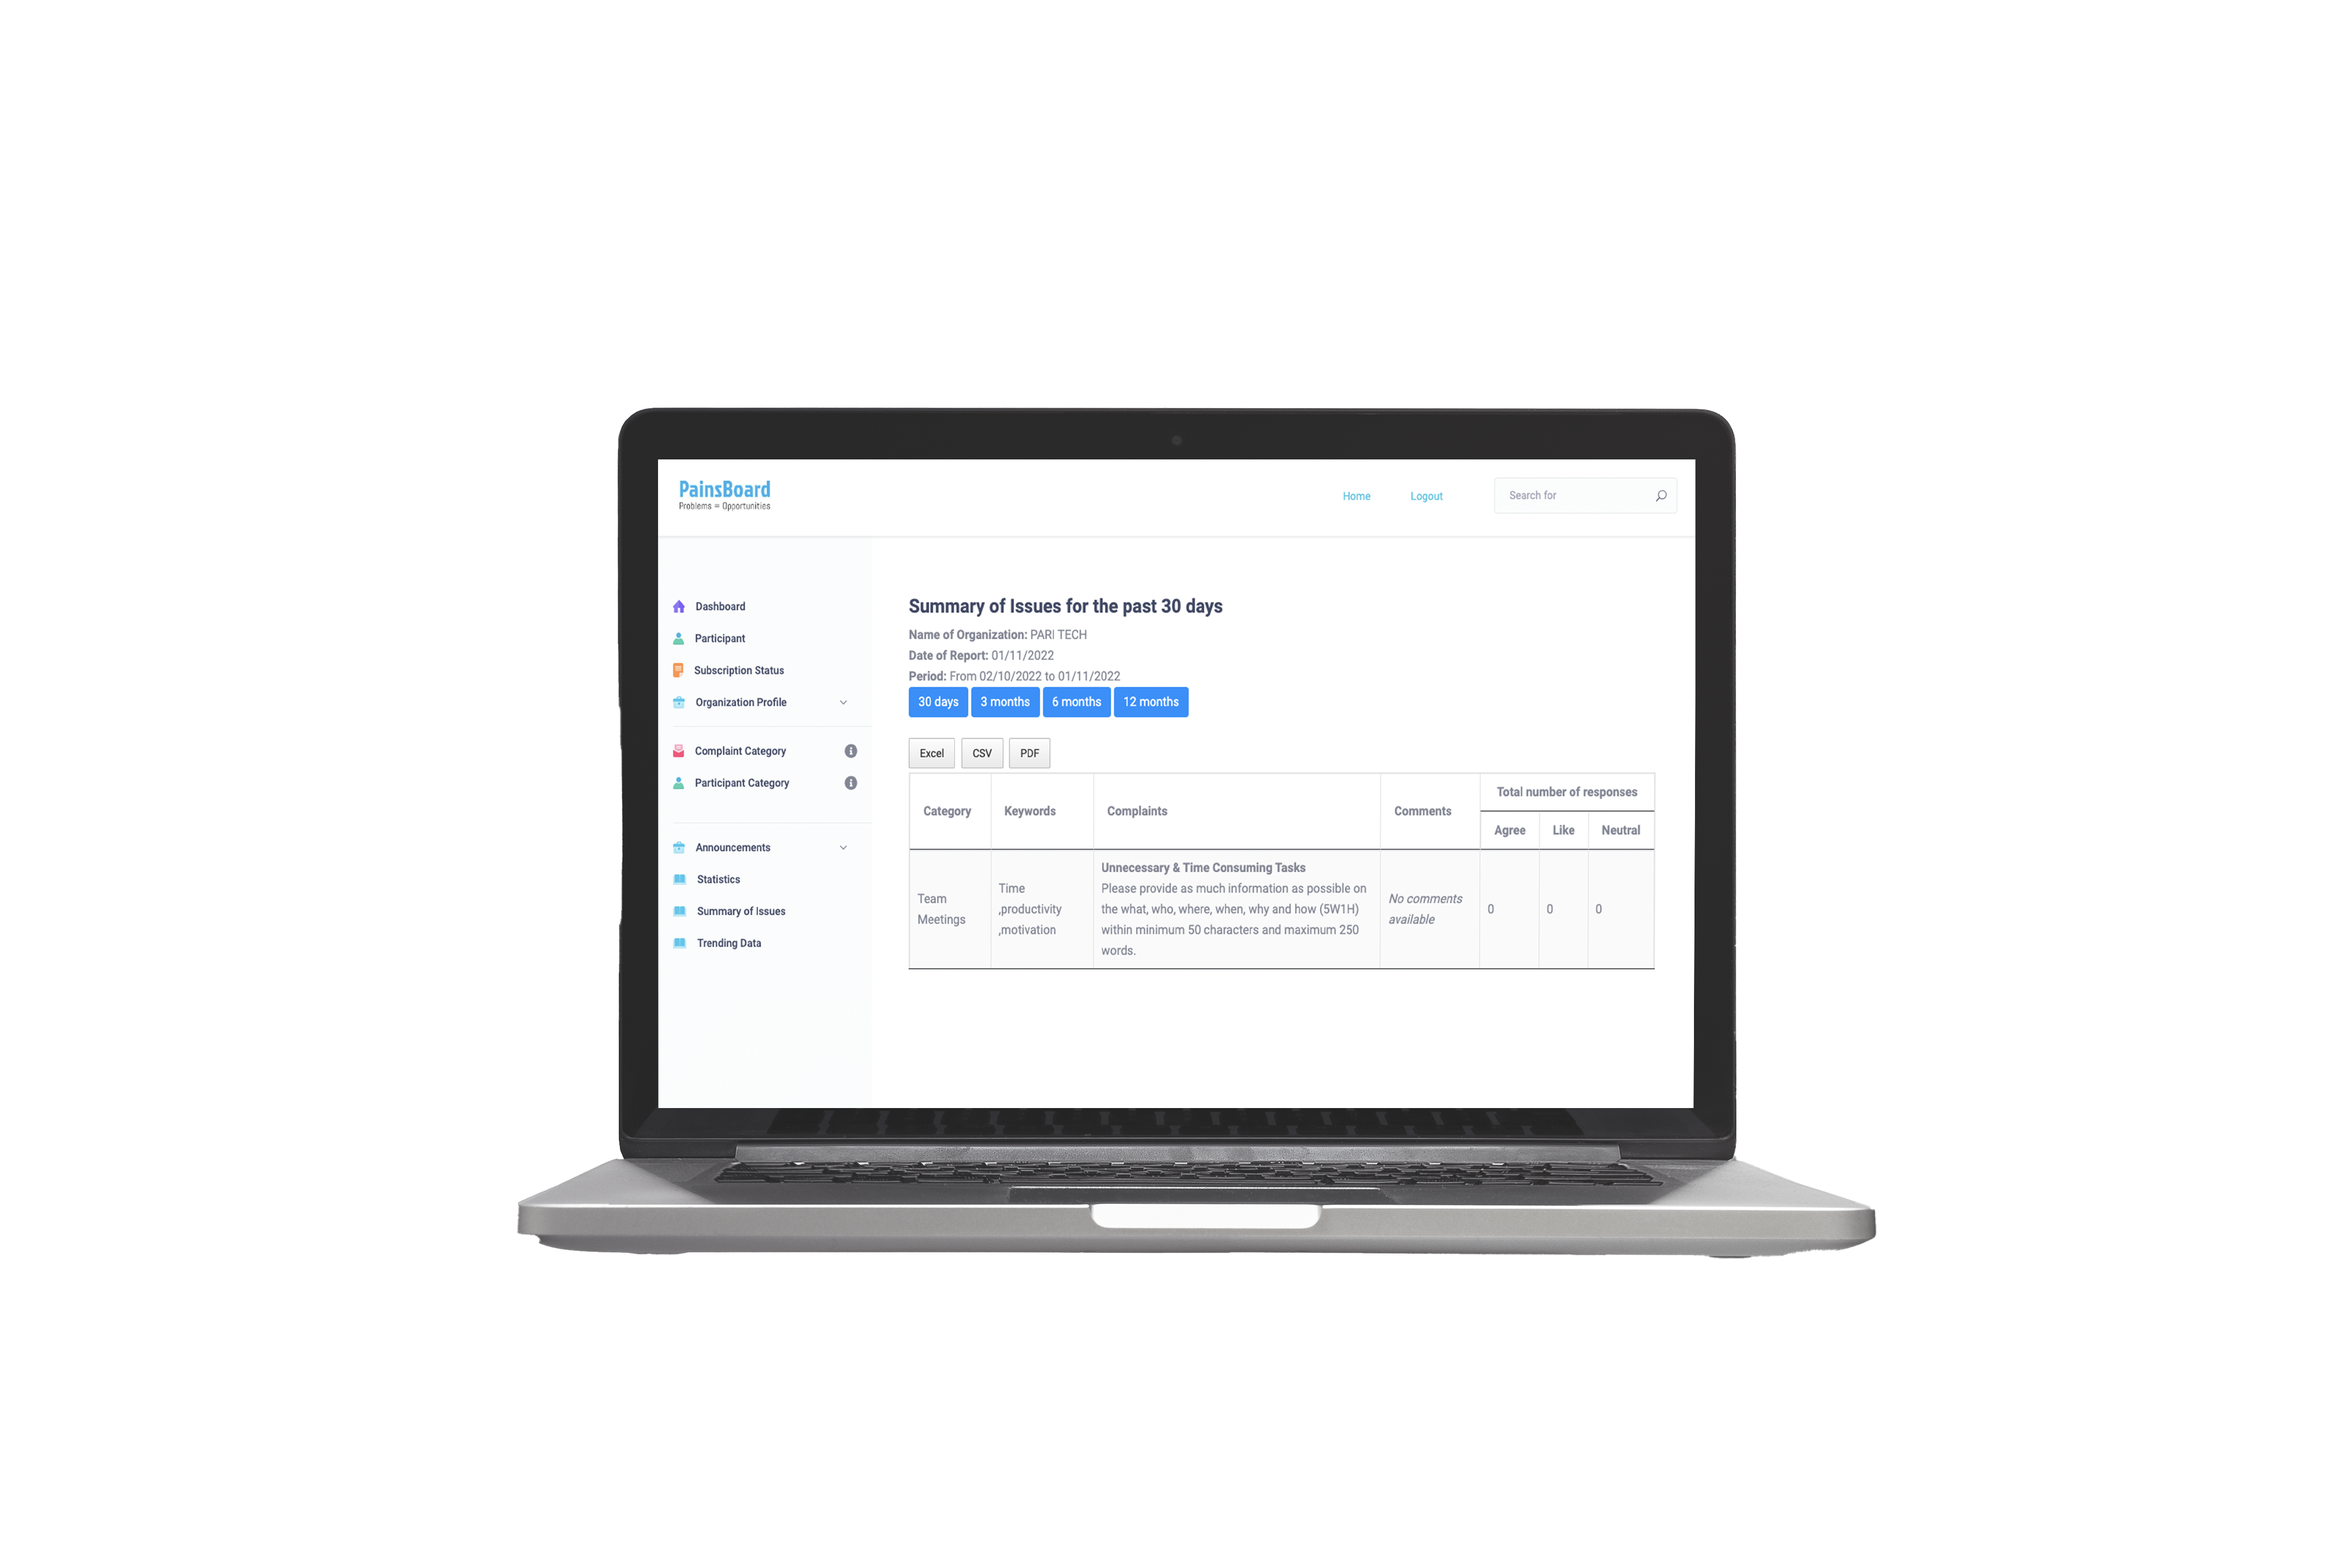 PainsBoard
Problems = Opportunities
Home
Logout
Search for
Dashboard
Participant
Subscription Status
Organization Profile
Complaint Category
Participant Category
Announcements
Statistics
Summary of Issues
Trending Data
Summary of Issues for the past 30 days
Name of Organization: PARI TECH
Date of Report: 01/11/2022
Period: From 02/10/2022 to 01/11/2022
30 days
3 months
6 months
12 months
Excel
CSV
PDF
Category
Keywords
Complaints
Comments
Total number of responses
Agree
Like
Neutral
Team
Meetings
Time
,productivity
,motivation
Unnecessary & Time Consuming Tasks
Please provide as much information as possible on
the what, who, where, when, why and how (5W1H)
within minimum 50 characters and maximum 250
words.
No comments
available
0
0
0